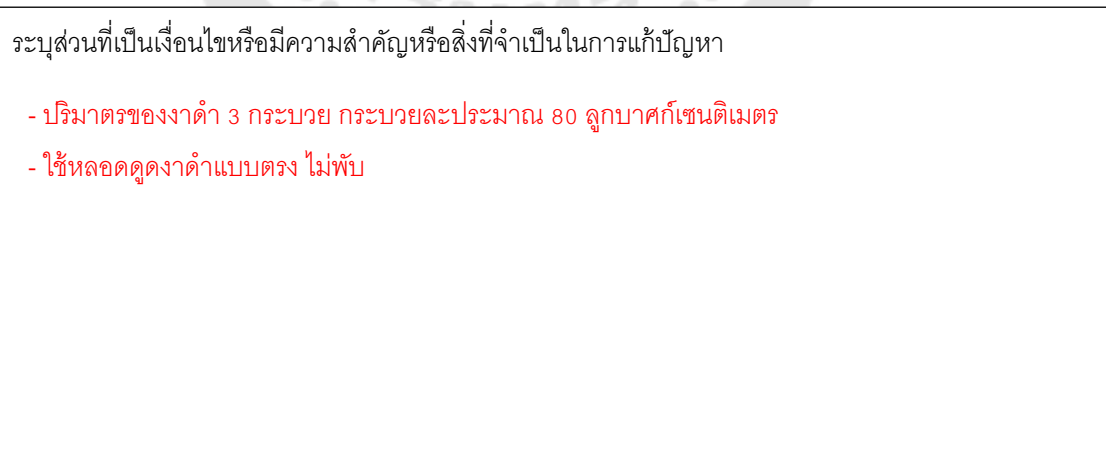 ระบุส่วนที่เป็นเงื่อนไขหรือมีความสำคัญหรือสิ่งที่จำเป็นในการแก้ปัญหา
- ปริมาตรของงาดำ 3 กระบวย กระบวยละประมาณ 80 ลูกบาศก์เซนติเมตร
- ใช้หลอดดูดงาดำแบบตรง ไม่พับ